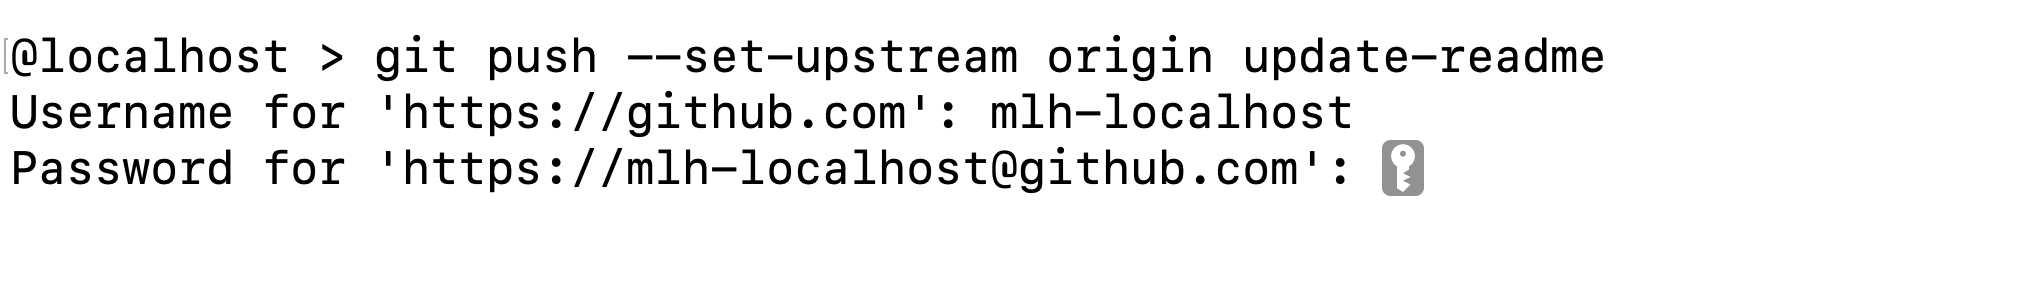 @localhost > git push --set-upstream origin update-readme
Username for 'https://github.com': mlh-localhost
Password for 'https://mlh-localhost@github.com':